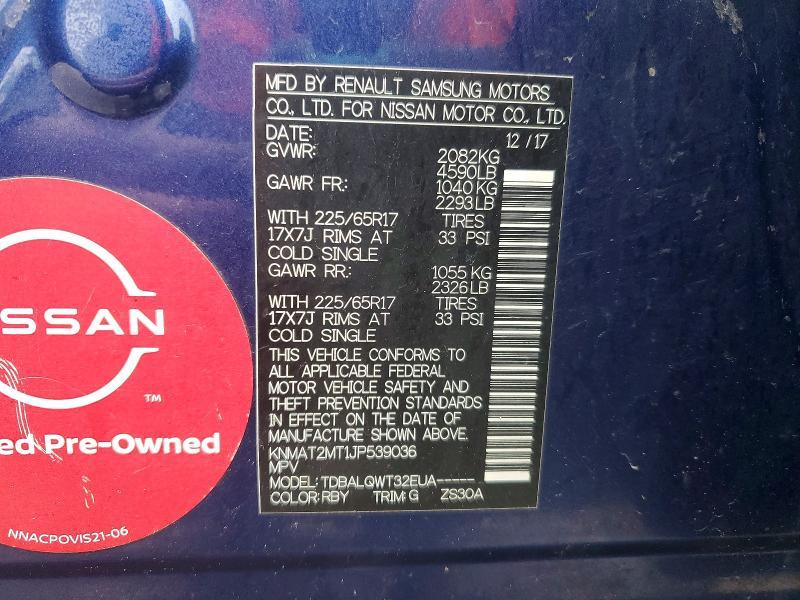 MFD BY RENAULT SAMSUNG MOTORS
CO., LTD. FOR NISSAN MOTOR CO., LTD.
DATE: 12 / 17
GVWR: 2082KG
4590LB
GAWR FR.: 1040 KG
2293 LB
WITH 225/65R17 TIRES
17X7J RIMS AT 33 PSI
COLD SINGLE
GAWR RR.: 1055 KG
2326 LB
WITH 225/65R17 TIRES
17X7J RIMS AT 33 PSI
COLD SINGLE
THIS VEHICLE CONFORMS TO
ALL APPLICABLE FEDERAL
MOTOR VEHICLE SAFETY AND
THEFT PREVENTION STANDARDS
IN EFFECT ON THE DATE OF
MANUFACTURE SHOWN ABOVE.
KNMAT2MT1JP539036
MPV
MODEL: TDBALQWT32EUA-----
COLOR:RBY TRIM:G ZS30A
ISSAN
TM
ed Pre-Owned
NNACPOVIS21-06